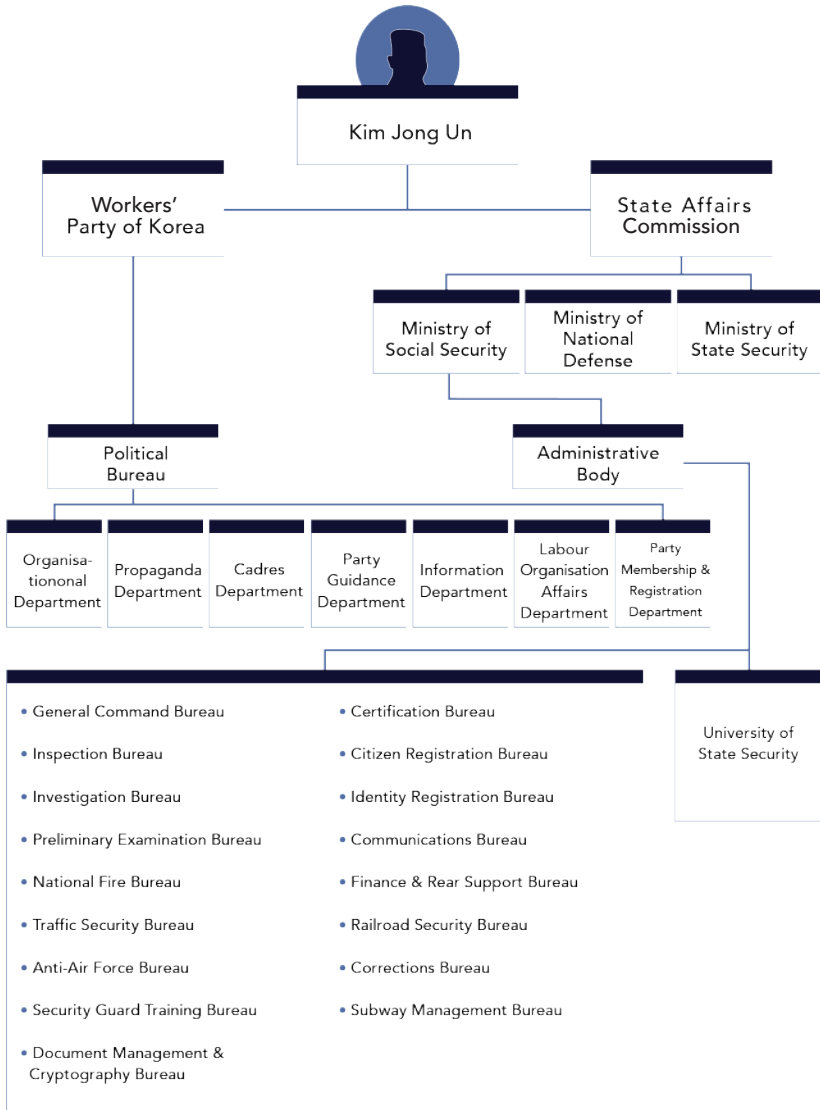 Kim Jong Un
Workers’
Party of Korea
State Affairs
Commission
Ministry of
Social Security
Ministry of
National
Defense
Ministry of
State Security
Political
Bureau
Administrative
Body
Organisa-
tiononal
Department
Propaganda
Department
Cadres
Department
Party
Guidance
Department
Information
Department
Labour
Organisation
Affairs
Department
Party
Membership &
Registration
Department
• General Command Bureau
• Inspection Bureau
• Investigation Bureau
• Preliminary Examination Bureau
• National Fire Bureau
• Traffic Security Bureau
• Anti-Air Force Bureau
• Security Guard Training Bureau
• Document Management &
Cryptography Bureau
• Certification Bureau
• Citizen Registration Bureau
• Identity Registration Bureau
• Communications Bureau
• Finance & Rear Support Bureau
• Railroad Security Bureau
• Corrections Bureau
• Subway Management Bureau
University of
State Security